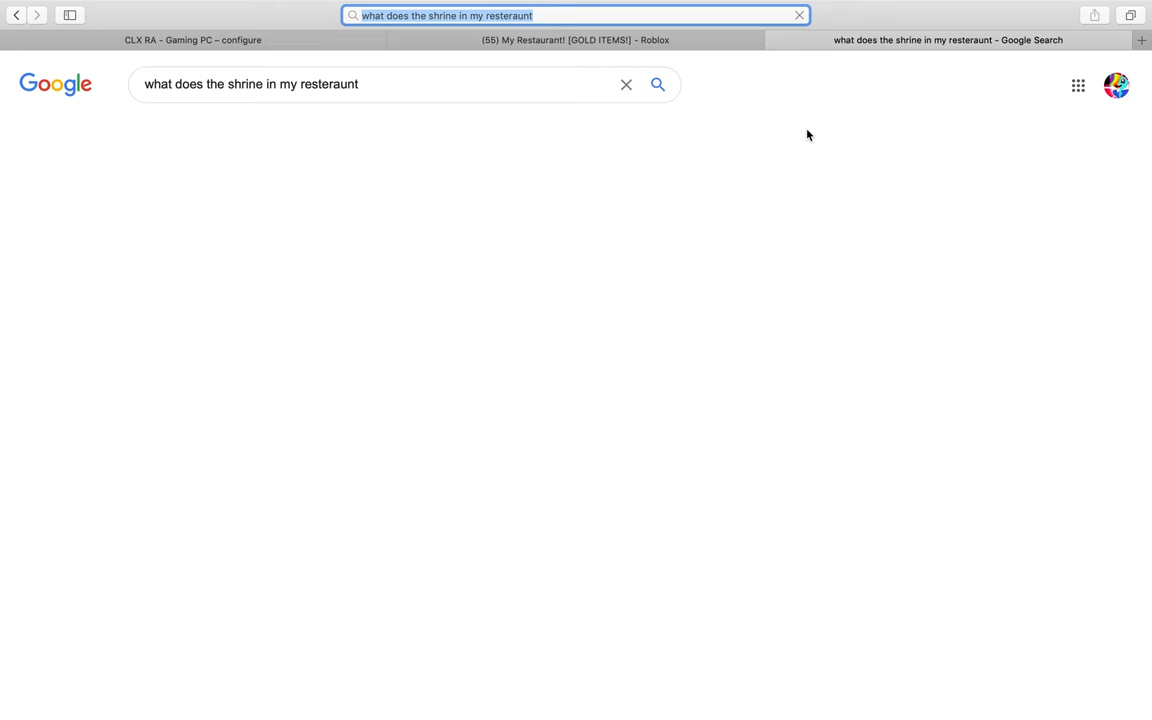 what does the shrine in my resteraunt
CLX RA - Gaming PC – configure
(55) My Restaurant! [GOLD ITEMS!] - Roblox
what does the shrine in my resteraunt - Google Search
Google
what does the shrine in my resteraunt